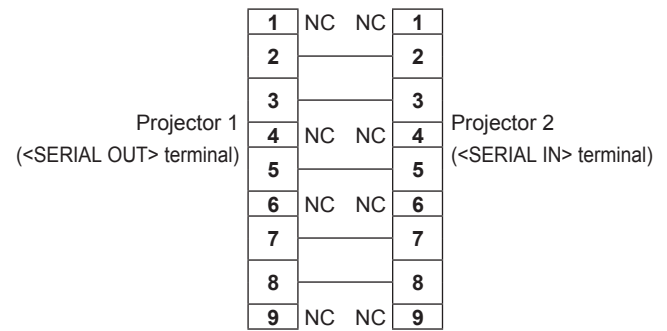 1 NC NC 1
2 2
3 3
Projector 1
(<SERIAL OUT> terminal)
4 NC NC 4
Projector 2
(<SERIAL IN> terminal)
5 5
6 NC NC 6
7 7
8 8
9 NC NC 9